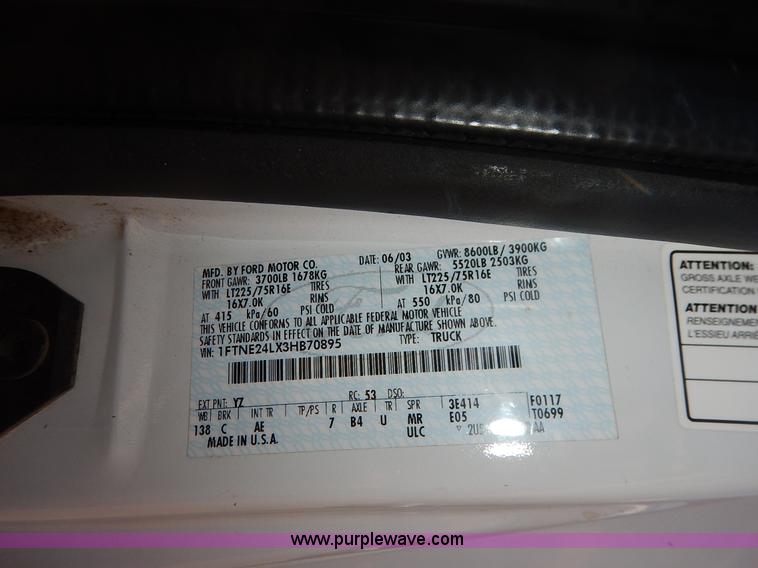 MFD. BY FORD MOTOR CO.
DATE: 06/03
GVWR: 8600LB/ 3900KG
FRONT GAWR: 3700LB 1678KG
REAR GAWR: 5520LB 2503KG
WITH LT225/75R16E TIRES
WITH LT225/75R16E TIRES
16X7.0K RINS
16X7.0K RINS
AT 415 kPa/60 PSI COLD
AT 550 kPa/80 PSI COLD
THIS VEHICLE CONFORMS TO ALL APPLICABLE FEDERAL MOTOR VEHICLE
SAFETY STANDARDS IN EFFECT ON THE DATE OF MANUFACTURE SHOWN ABOVE.
VIN: 1FTNE24LX3HB70895
TYPE: TRUCK
EXT PNT: YZ RC: 53 DSO:
WB BRK INT TR TP/PS R AXLE TR SPR
138 C AE 7 B4 U MR
ULC
3E414
E05
F0117
T0699
MADE IN U.S.A.
ATTENTION:
GROSS AXLE WE
CERTIFICATION
ATTENTION
RENSEIGNEME
L'ESSIEU ARRIÈ
www.purplewave.com